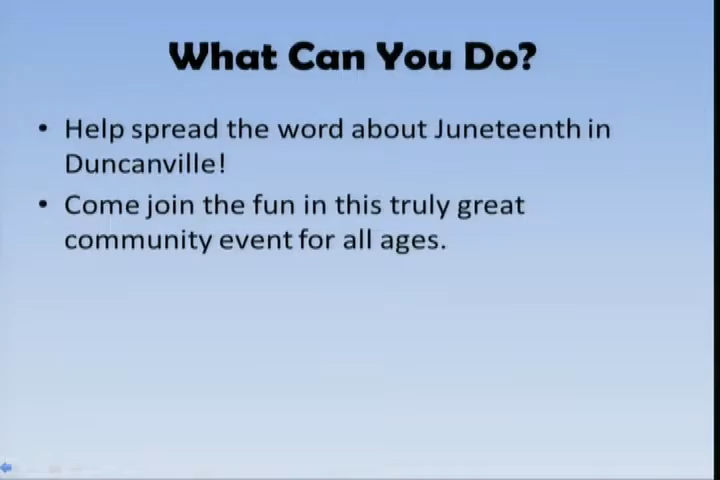 What Can You Do?
• Help spread the word about Juneteenth in
Duncanville!
• Come join the fun in this truly great
community event for all ages.